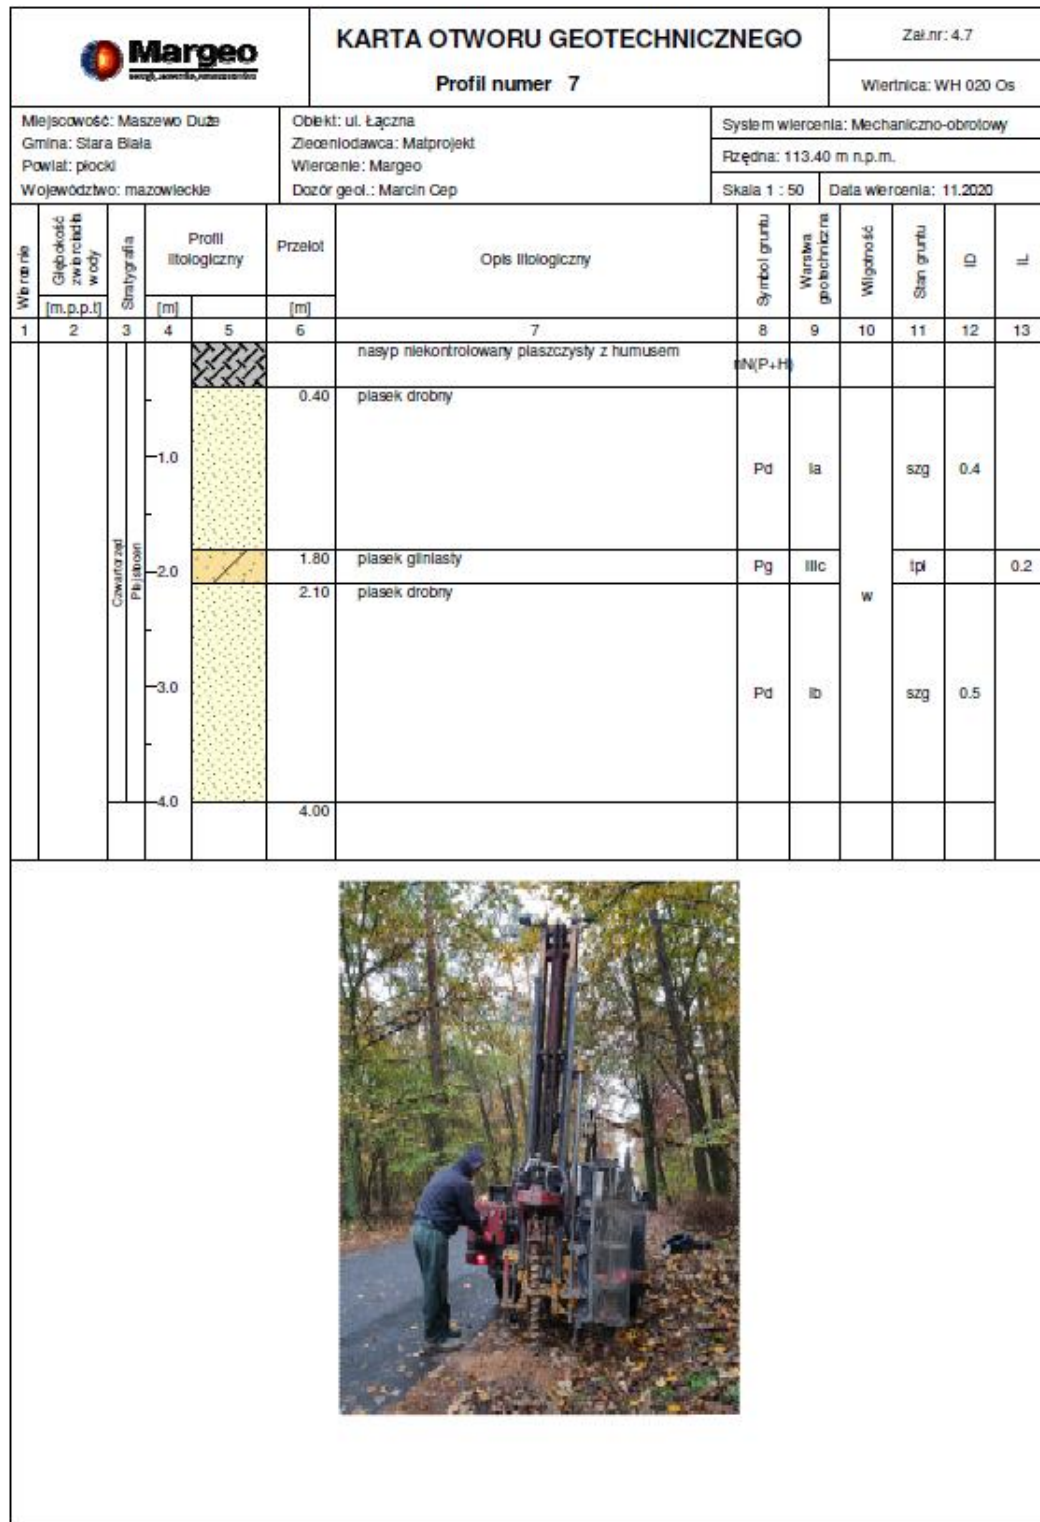 Margeo
KARTA OTWORU GEOTECHNICZNEGO
Profil numer 7
Zał.nr: 4.7
Wiertnica: WH 020 Os
Miejscowość: Maszewo Duże
Gmina: Stara Biała
Powiat: płocki
Województwo: mazowieckie
Obiekt: ul. Łączna
Zleceniodawca: Matprojekt
Wiercenie: Margeo
Dozór geol.: Marcin Cep
System wiercenia: Mechaniczno-obrotowy
Rzędna: 113.40 m n.p.m.
Skala 1 : 50 Data wiercenia: 11.2020
Wiercenie
Głębokość zwierciadła wody
[m.p.p.t]
Stratygrafia
Profil litologiczny
[m]
Przelot
[m]
Opis litologiczny
Symbol gruntu
Warstwa geotechniczna
Wilgotność
Stan gruntu
ID
IL
1 2 3 4 5 6 7 8 9 10 11 12 13
nasyp niekontrolowany piaszczysty z humusem nN(P+H)
0.40 piasek drobny
1.0 Pd Ia szg 0.4
Czwartorzęd
Plejstocen
1.80 piasek gliniasty Pg IIIc tpl 0.2
2.0
2.10 piasek drobny
w
3.0 Pd Ib szg 0.5
4.0
4.00